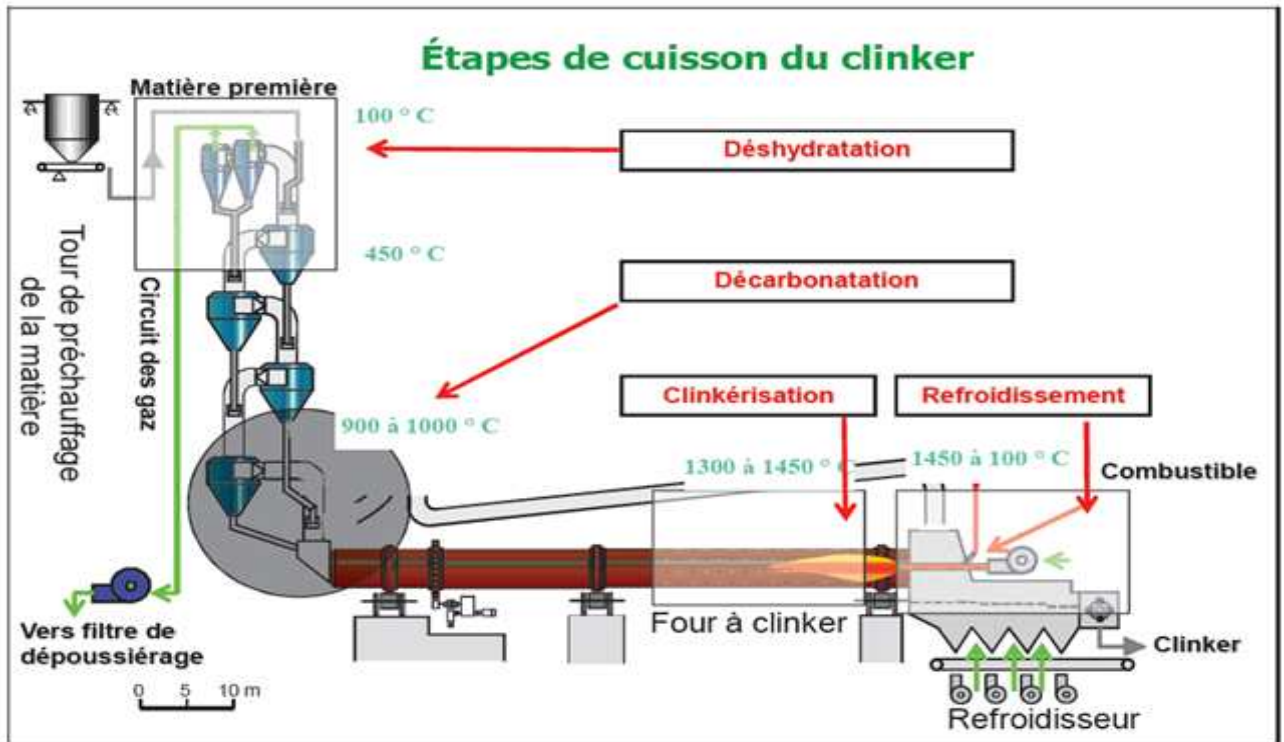 Étapes de cuisson du clinker
Matière première
100 ° C
Déshydratation
450 ° C
Décarbonatation
Tour de préchauffage
de la matière
Circuit des gaz
Clinkérisation
Refroidissement
900 à 1000 ° C
1300 à 1450 ° C
1450 à 100 ° C
Combustible
Four à clinker
Vers filtre de
dépoussiérage
Clinker
0 5 10 m
Refroidisseur